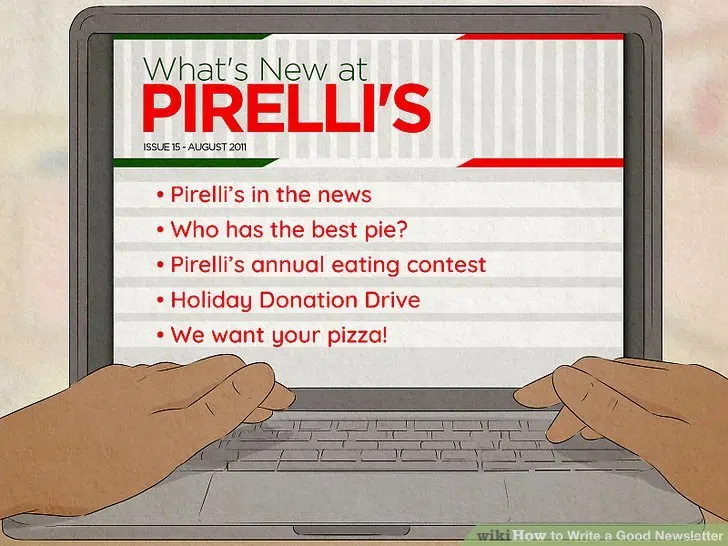 What's New at
PIRELLI'S
ISSUE 15 - AUGUST 2011
• Pirelli's in the news
• Who has the best pie?
• Pirelli's annual eating contest
• Holiday Donation Drive
• We want your pizza!
wikiHow to Write a Good Newsletter